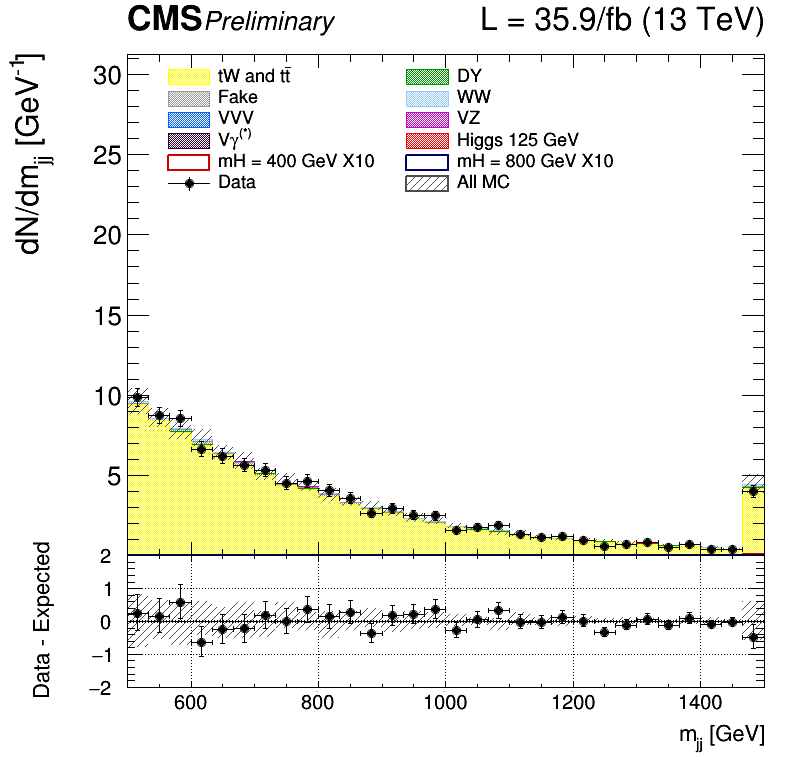 CMS Preliminary L = 35.9/fb (13 TeV)
dN/dm_jj [GeV⁻¹]
30
25
20
15
10
5
tW and tt̄ DY
Fake WW
VVV VZ
Vγ(*) Higgs 125 GeV
mH = 400 GeV X10 mH = 800 GeV X10
Data All MC
Data - Expected
2
1
0
−1
−2
600 800 1000 1200 1400
m_jj [GeV]